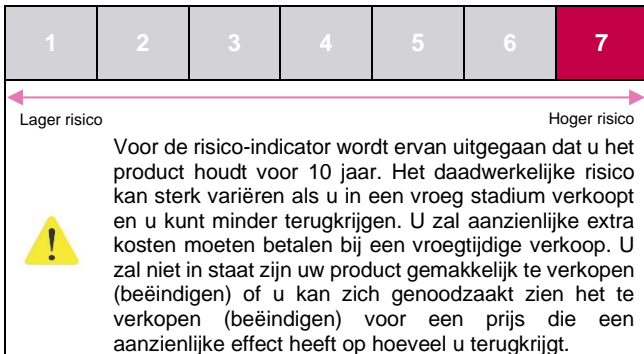 1 2 3 4 5 6 7
Lager risico Hoger risico
Voor de risico-indicator wordt ervan uitgegaan dat u het
product houdt voor 10 jaar. Het daadwerkelijke risico
kan sterk variëren als u in een vroeg stadium verkoopt
en u kunt minder terugkrijgen. U zal aanzienlijke extra
kosten moeten betalen bij een vroegtijdige verkoop. U
zal niet in staat zijn uw product gemakkelijk te verkopen
(beëindigen) of u kan zich genoodzaakt zien het te
verkopen (beëindigen) voor een prijs die een
aanzienlijke effect heeft op hoeveel u terugkrijgt.